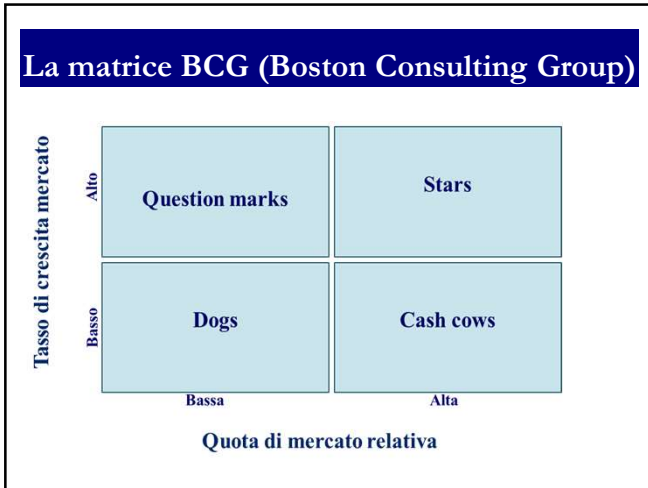 La matrice BCG (Boston Consulting Group)
Tasso di crescita mercato
Alto
Question marks
Stars
Basso
Dogs
Cash cows
Bassa
Alta
Quota di mercato relativa